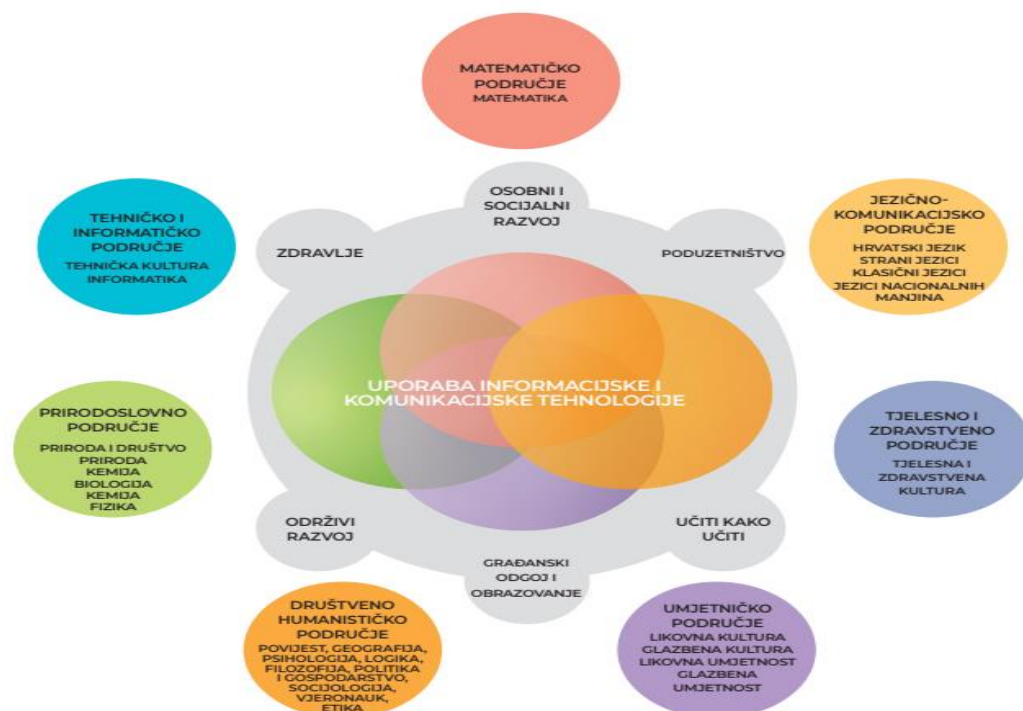 MATEMATIČKO
PODRUČJE
MATEMATIKA
OSOBNI I
SOCIJALNI
RAZVOJ
TEHNIČKO I
INFORMATIČKO
PODRUČJE
TEHNIČKA KULTURA
INFORMATIKA
ZDRAVLJE
PODUZETNIŠTVO
JEZIČNO-
KOMUNIKACIJSKO
PODRUČJE
HRVATSKI JEZIK
STRANI JEZICI
KLASIČNI JEZICI
JEZICI NACIONALNIH
MANJINA
UPORABA INFORMACIJSKE I
KOMUNIKACIJSKE TEHNOLOGIJE
PRIRODOSLOVNO
PODRUČJE
PRIRODA I DRUŠTVO
PRIRODA
KEMIJA
BIOLOGIJA
KEMIJA
FIZIKA
TJELESNO I
ZDRAVSTVENO
PODRUČJE
TJELESNA I
ZDRAVSTVENA
KULTURA
ODRŽIVI
RAZVOJ
GRAĐANSKI
ODGOJ I
OBRAZOVANJE
UČITI KAKO
UČITI
DRUŠTVENO
HUMANISTIČKO
PODRUČJE
POVIJEST, GEOGRAFIJA,
PSIHOLOGIJA, LOGIKA,
FILOZOFIJA, POLITIKA
I GOSPODARSTVO,
SOCIJOLOGIJA,
VJERONAUK,
ETIKA
UMJETNIČKO
PODRUČJE
LIKOVNA KULTURA
GLAZBENA KULTURA
LIKOVNA UMJETNOST
GLAZBENA
UMJETNOST